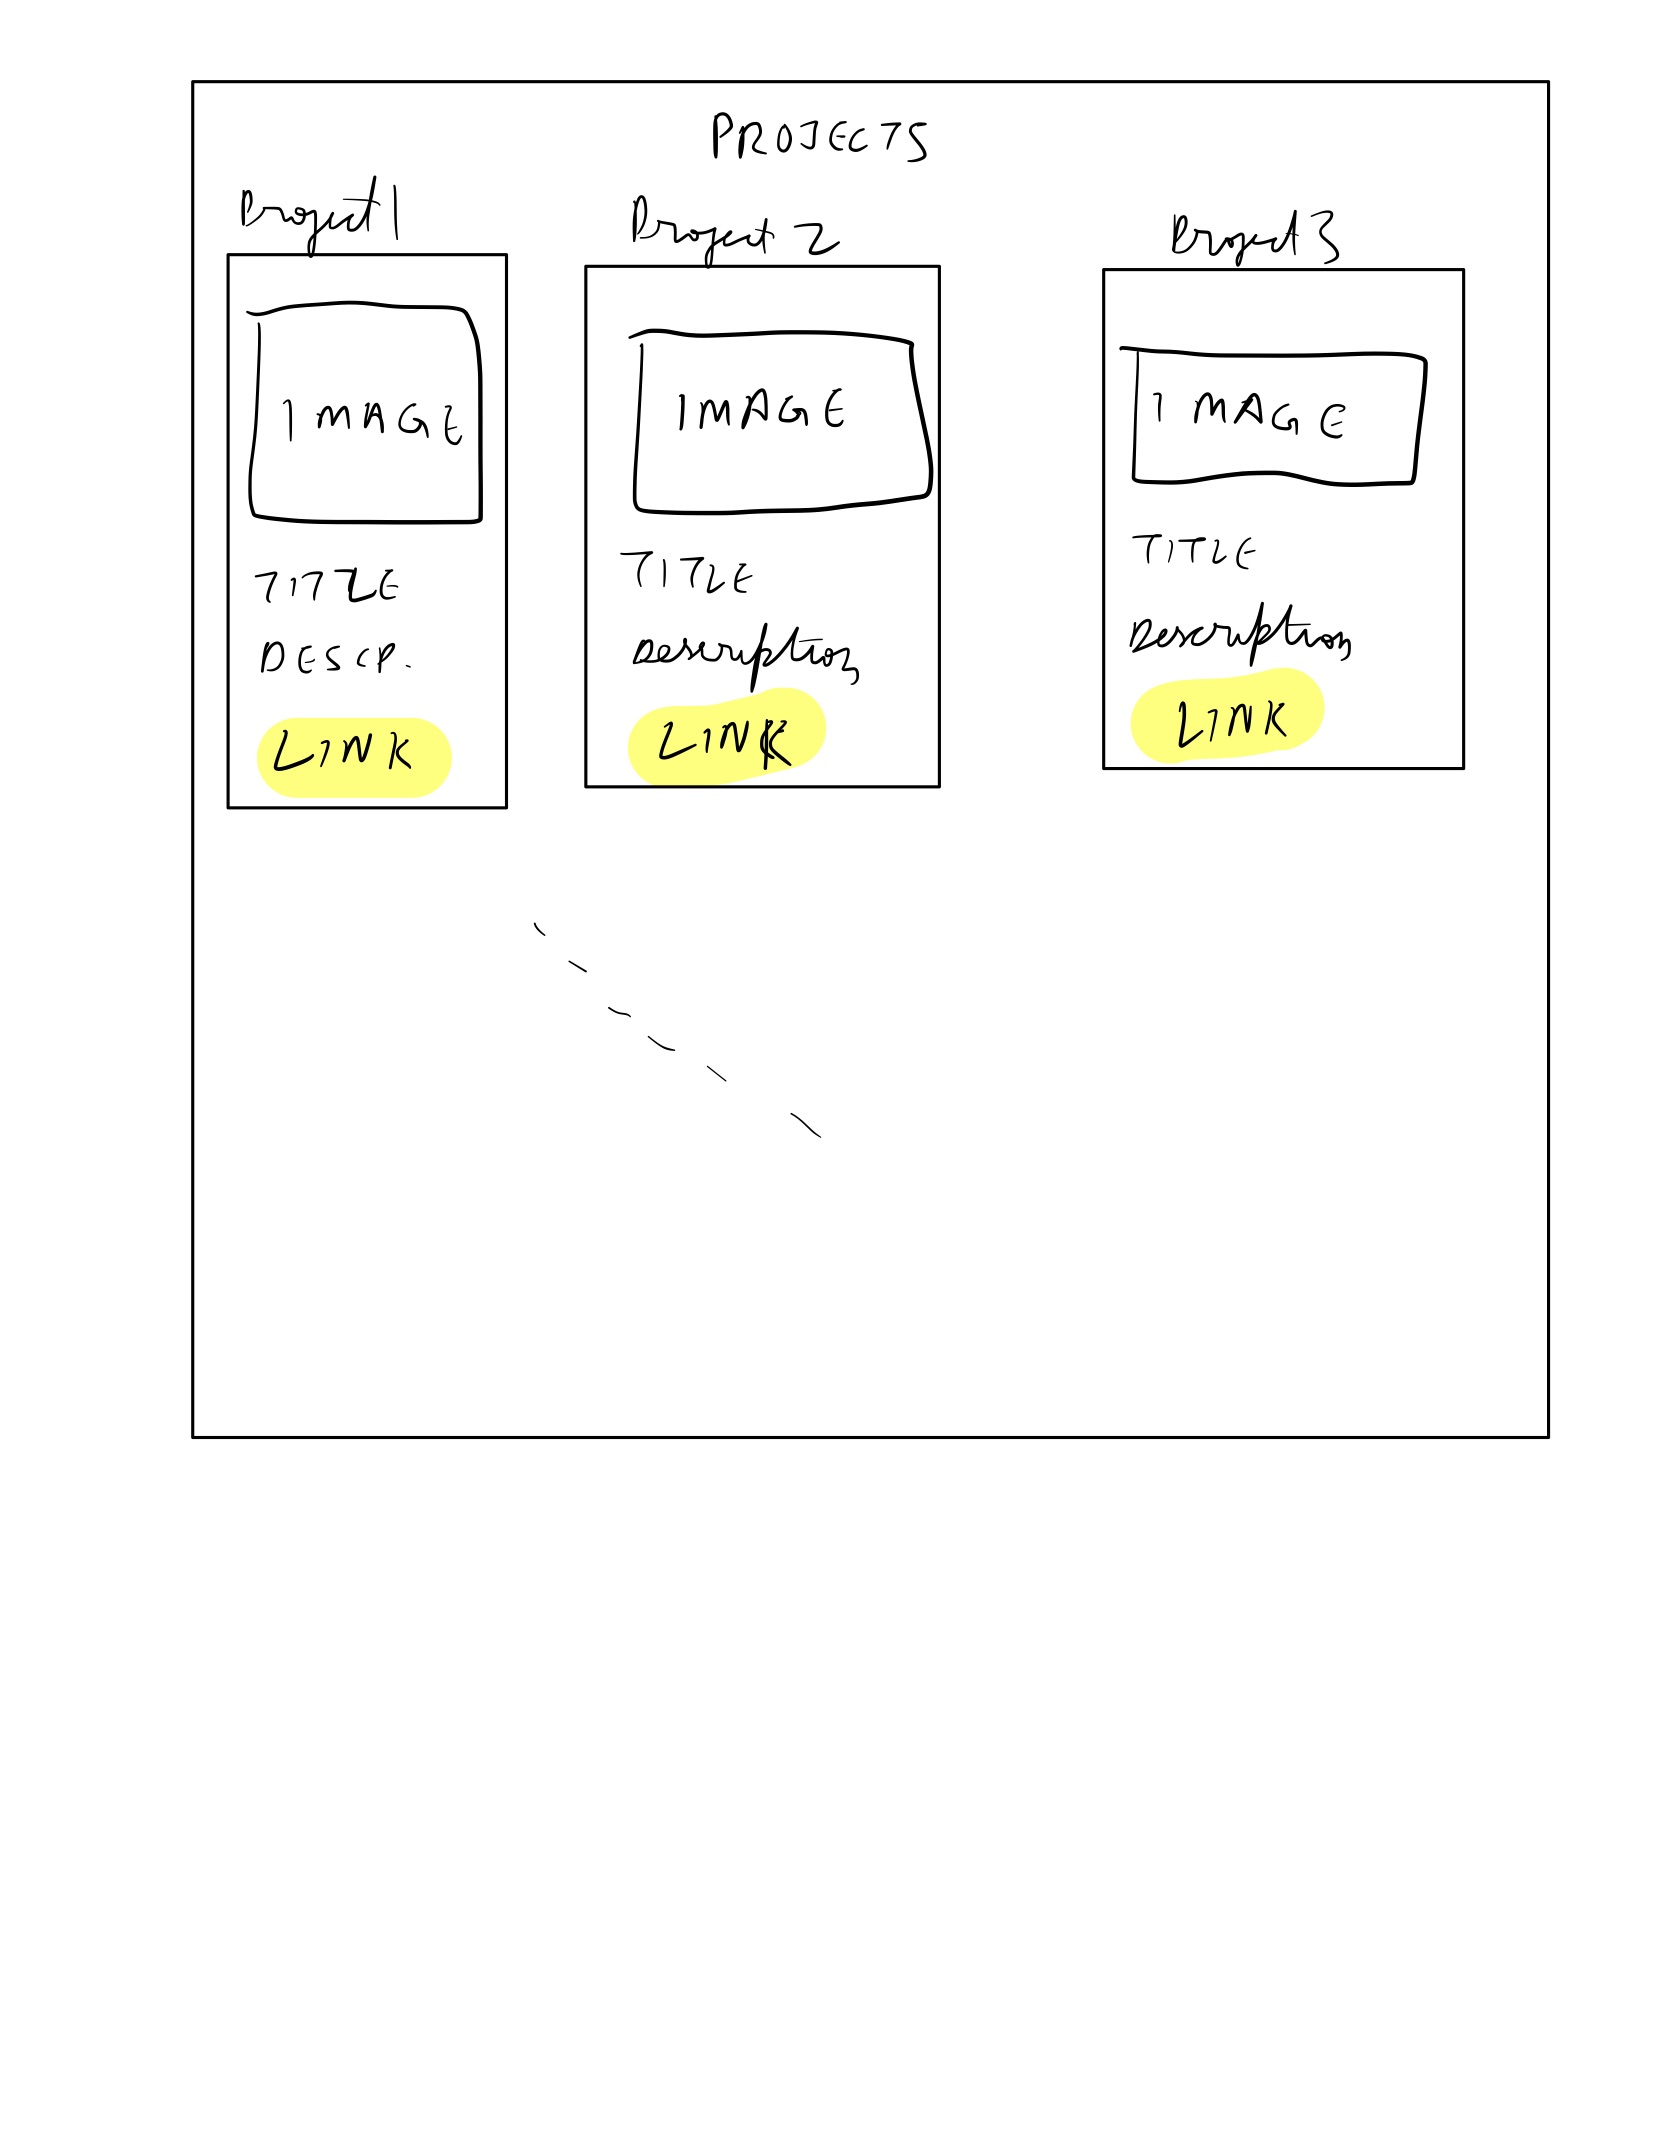 PROJECTS
Project 1
Project 2
Project 3
IMAGE
IMAGE
IMAGE
TITLE
TITLE
TITLE
DESCP.
Description
Description
LINK
LINK
LINK